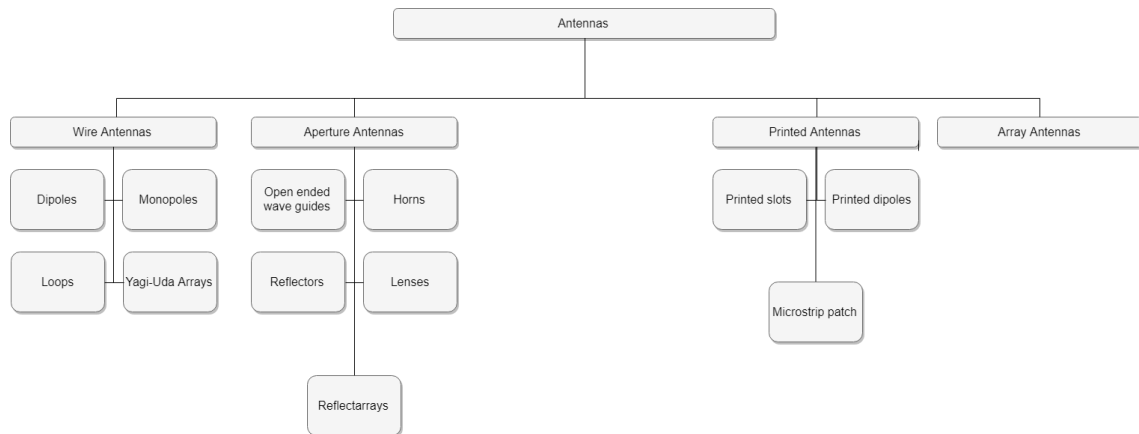 Antennas
Wire Antennas
Aperture Antennas
Printed Antennas
Array Antennas
Dipoles
Monopoles
Open ended
wave guides
Horns
Printed slots
Printed dipoles
Loops
Yagi-Uda Arrays
Reflectors
Lenses
Microstrip patch
Reflectarrays